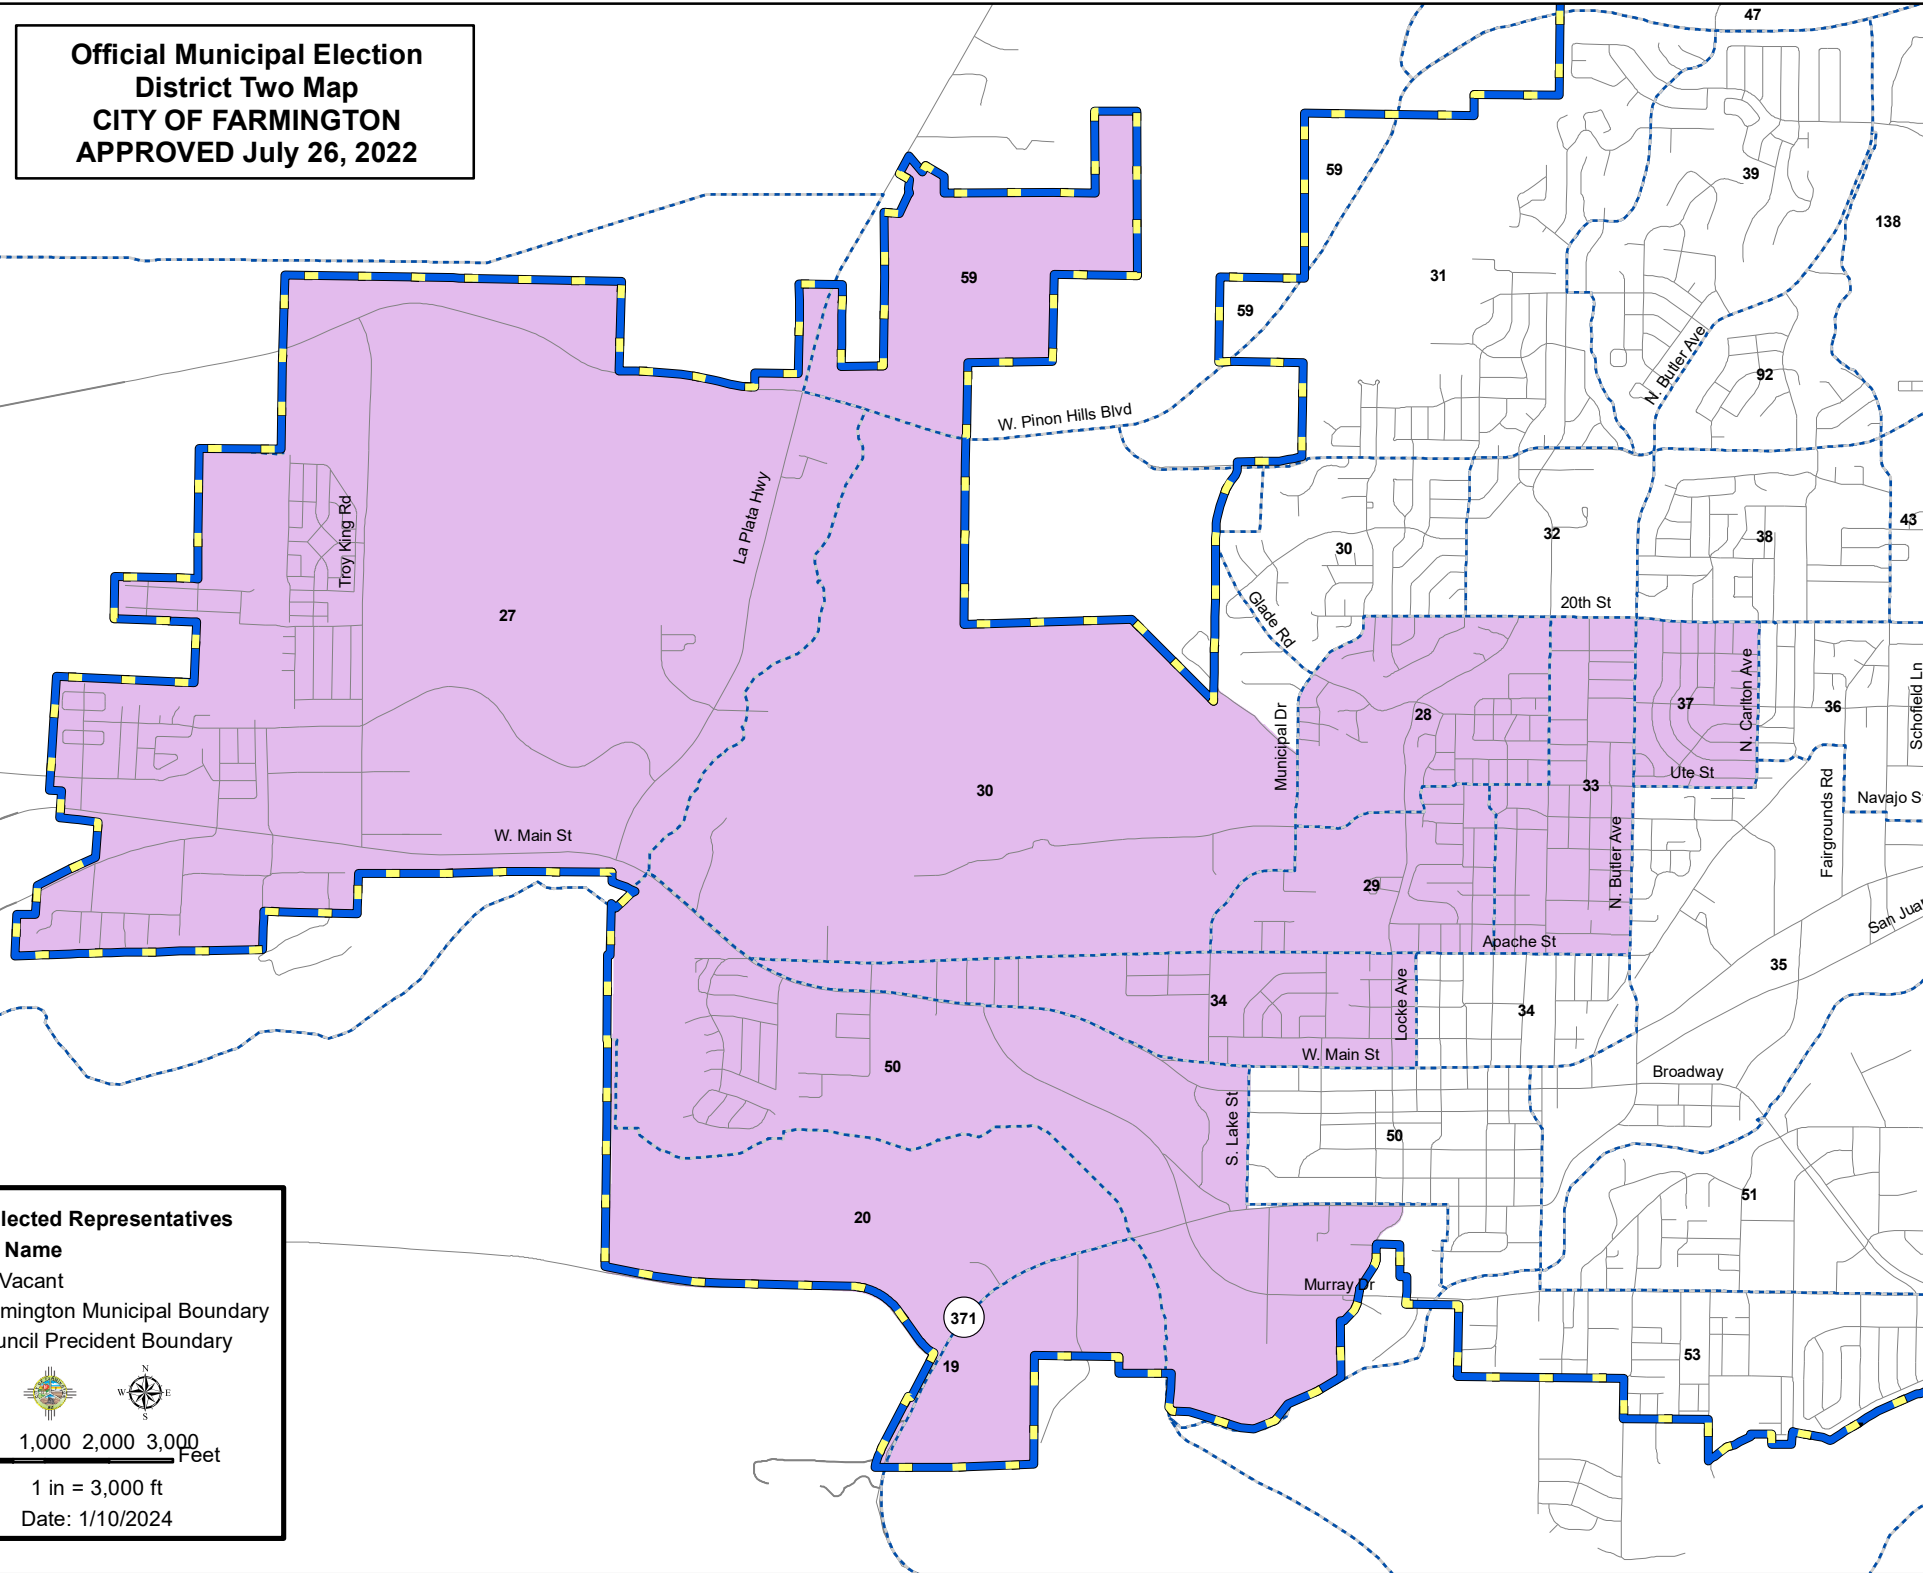 Official Municipal Election
District Two Map
CITY OF FARMINGTON
APPROVED July 26, 2022
47
59
39
138
31
59
59
N. Butler Ave
92
W. Pinon Hills Blvd
La Plata Hwy
Troy King Rd
43
32
38
30
20th St
Glade Rd
27
N. Carlton Ave
Schofield Ln
37
36
28
Municipal Dr
Ute St
33
30
Navajo S
Fairgrounds Rd
W. Main St
N. Butler Ave
29
San Jua
Apache St
35
34
Locke Ave
34
W. Main St
50
Broadway
S. Lake St
50
51
20
Murray Dr
371
19
53
lected Representatives
Name
Vacant
mington Municipal Boundary
uncil Precident Boundary
N
W E
S
1,000 2,000 3,000
Feet
1 in = 3,000 ft
Date: 1/10/2024